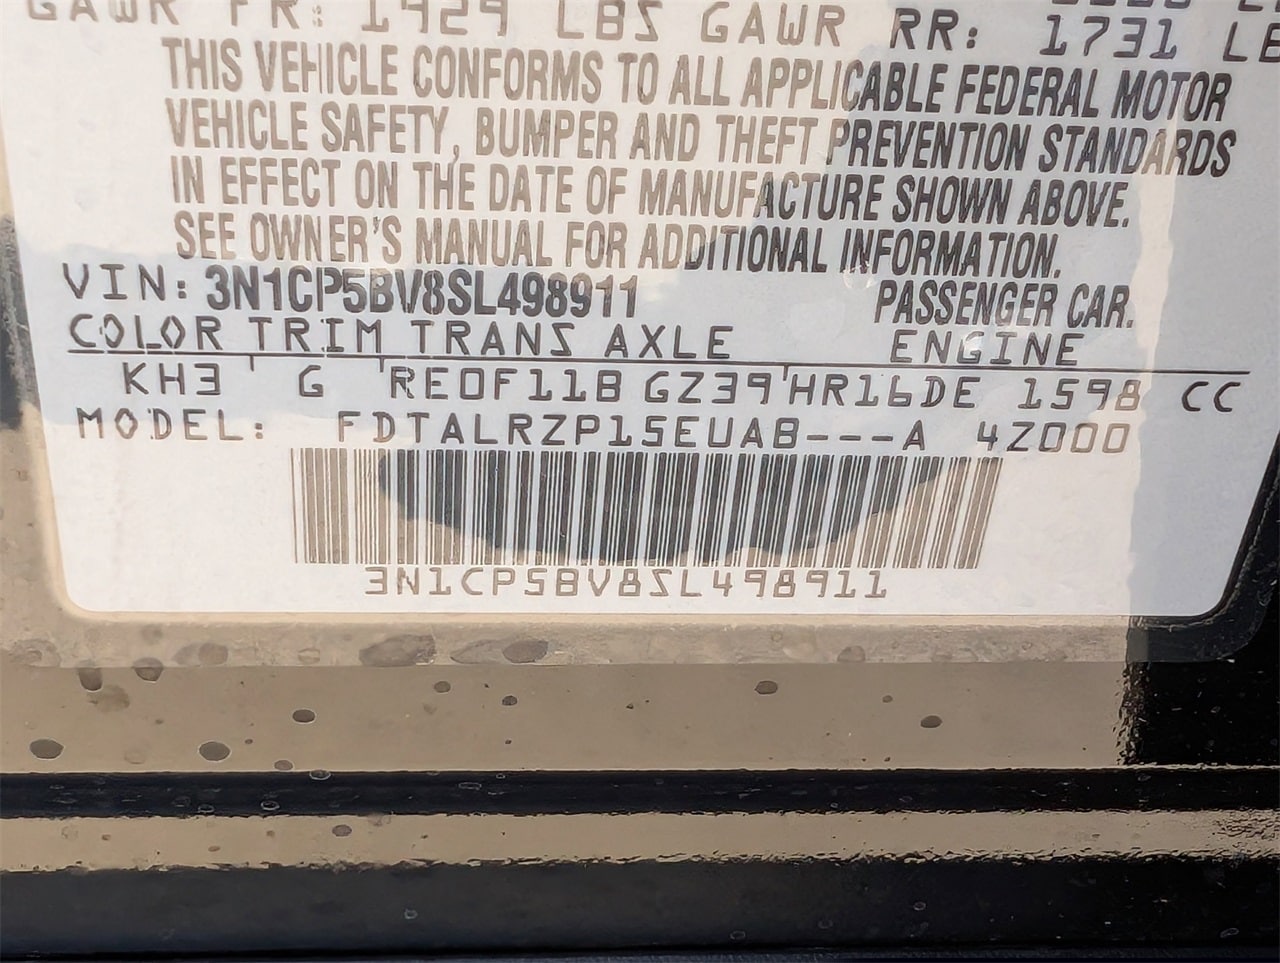 GAWR FR: 1929 LBS GAWR RR: 1731 LB
THIS VEHICLE CONFORMS TO ALL APPLICABLE FEDERAL MOTOR
VEHICLE SAFETY, BUMPER AND THEFT PREVENTION STANDARDS
IN EFFECT ON THE DATE OF MANUFACTURE SHOWN ABOVE.
SEE OWNER'S MANUAL FOR ADDITIONAL INFORMATION.
VIN: 3N1CP5BV8SL498911 PASSENGER CAR.
COLOR TRIM TRANS AXLE ENGINE
KH3 G RE0F11B GZ39 HR16DE 1598 CC
MODEL: FDTALRZP15EUAB---A 4Z000
3N1CP5BV8SL498911